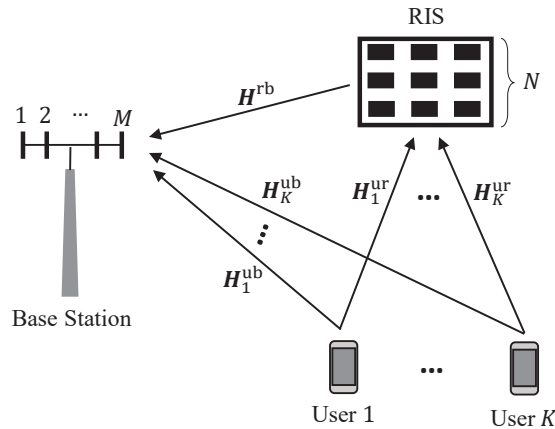 RIS
N
H^rb
1 2 ... M
H_K^ub
H_1^ur
...
H_K^ur
...
H_1^ub
Base Station
...
User 1
User K